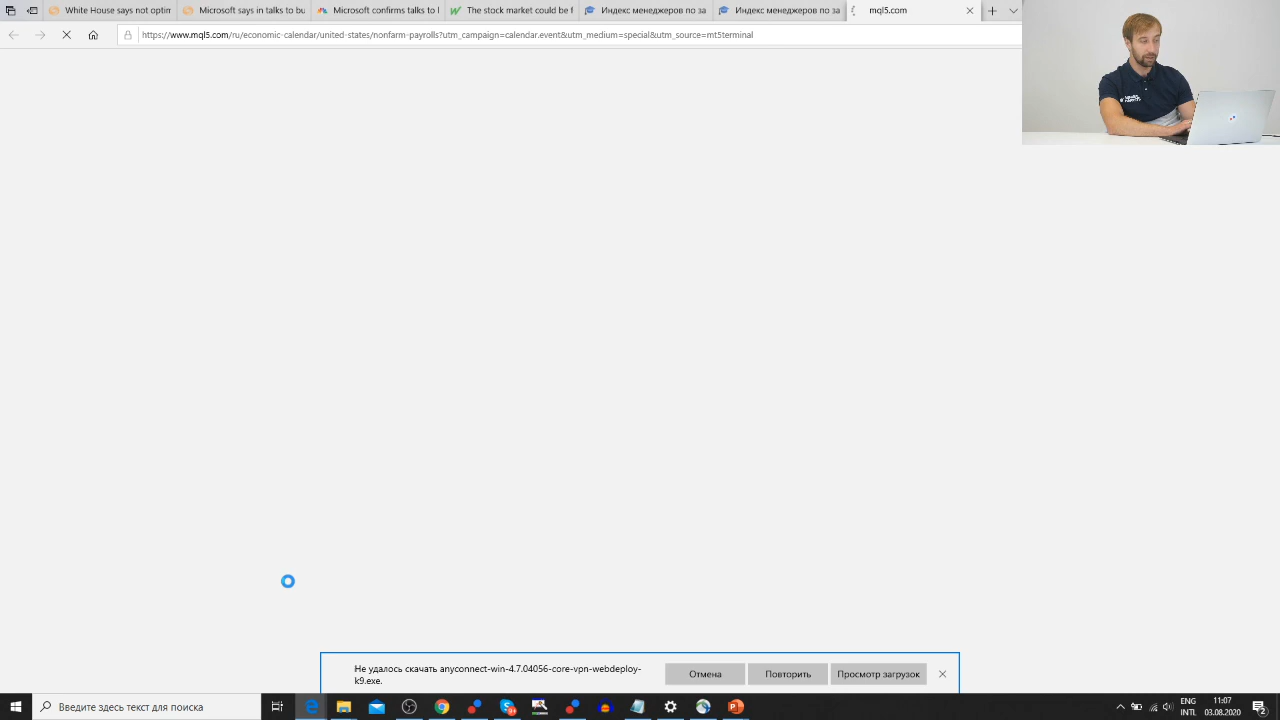 White House says not optim
Microsoft says in talks to bu
Microsoft confirms talks to l
The stock market could be f
Индекс менеджеров по за
Индекс менеджеров по за
mql5.com
https://www.mql5.com/ru/economic-calendar/united-states/nonfarm-payrolls?utm_campaign=calendar.event&utm_medium=special&utm_source=mt5terminal
Не удалось скачать anyconnect-win-4.7.04056-core-vpn-webdeploy-
k9.exe.
Отмена
Повторить
Просмотр загрузок
Введите здесь текст для поиска
ENG
INTL
11:07
03.08.2020
2